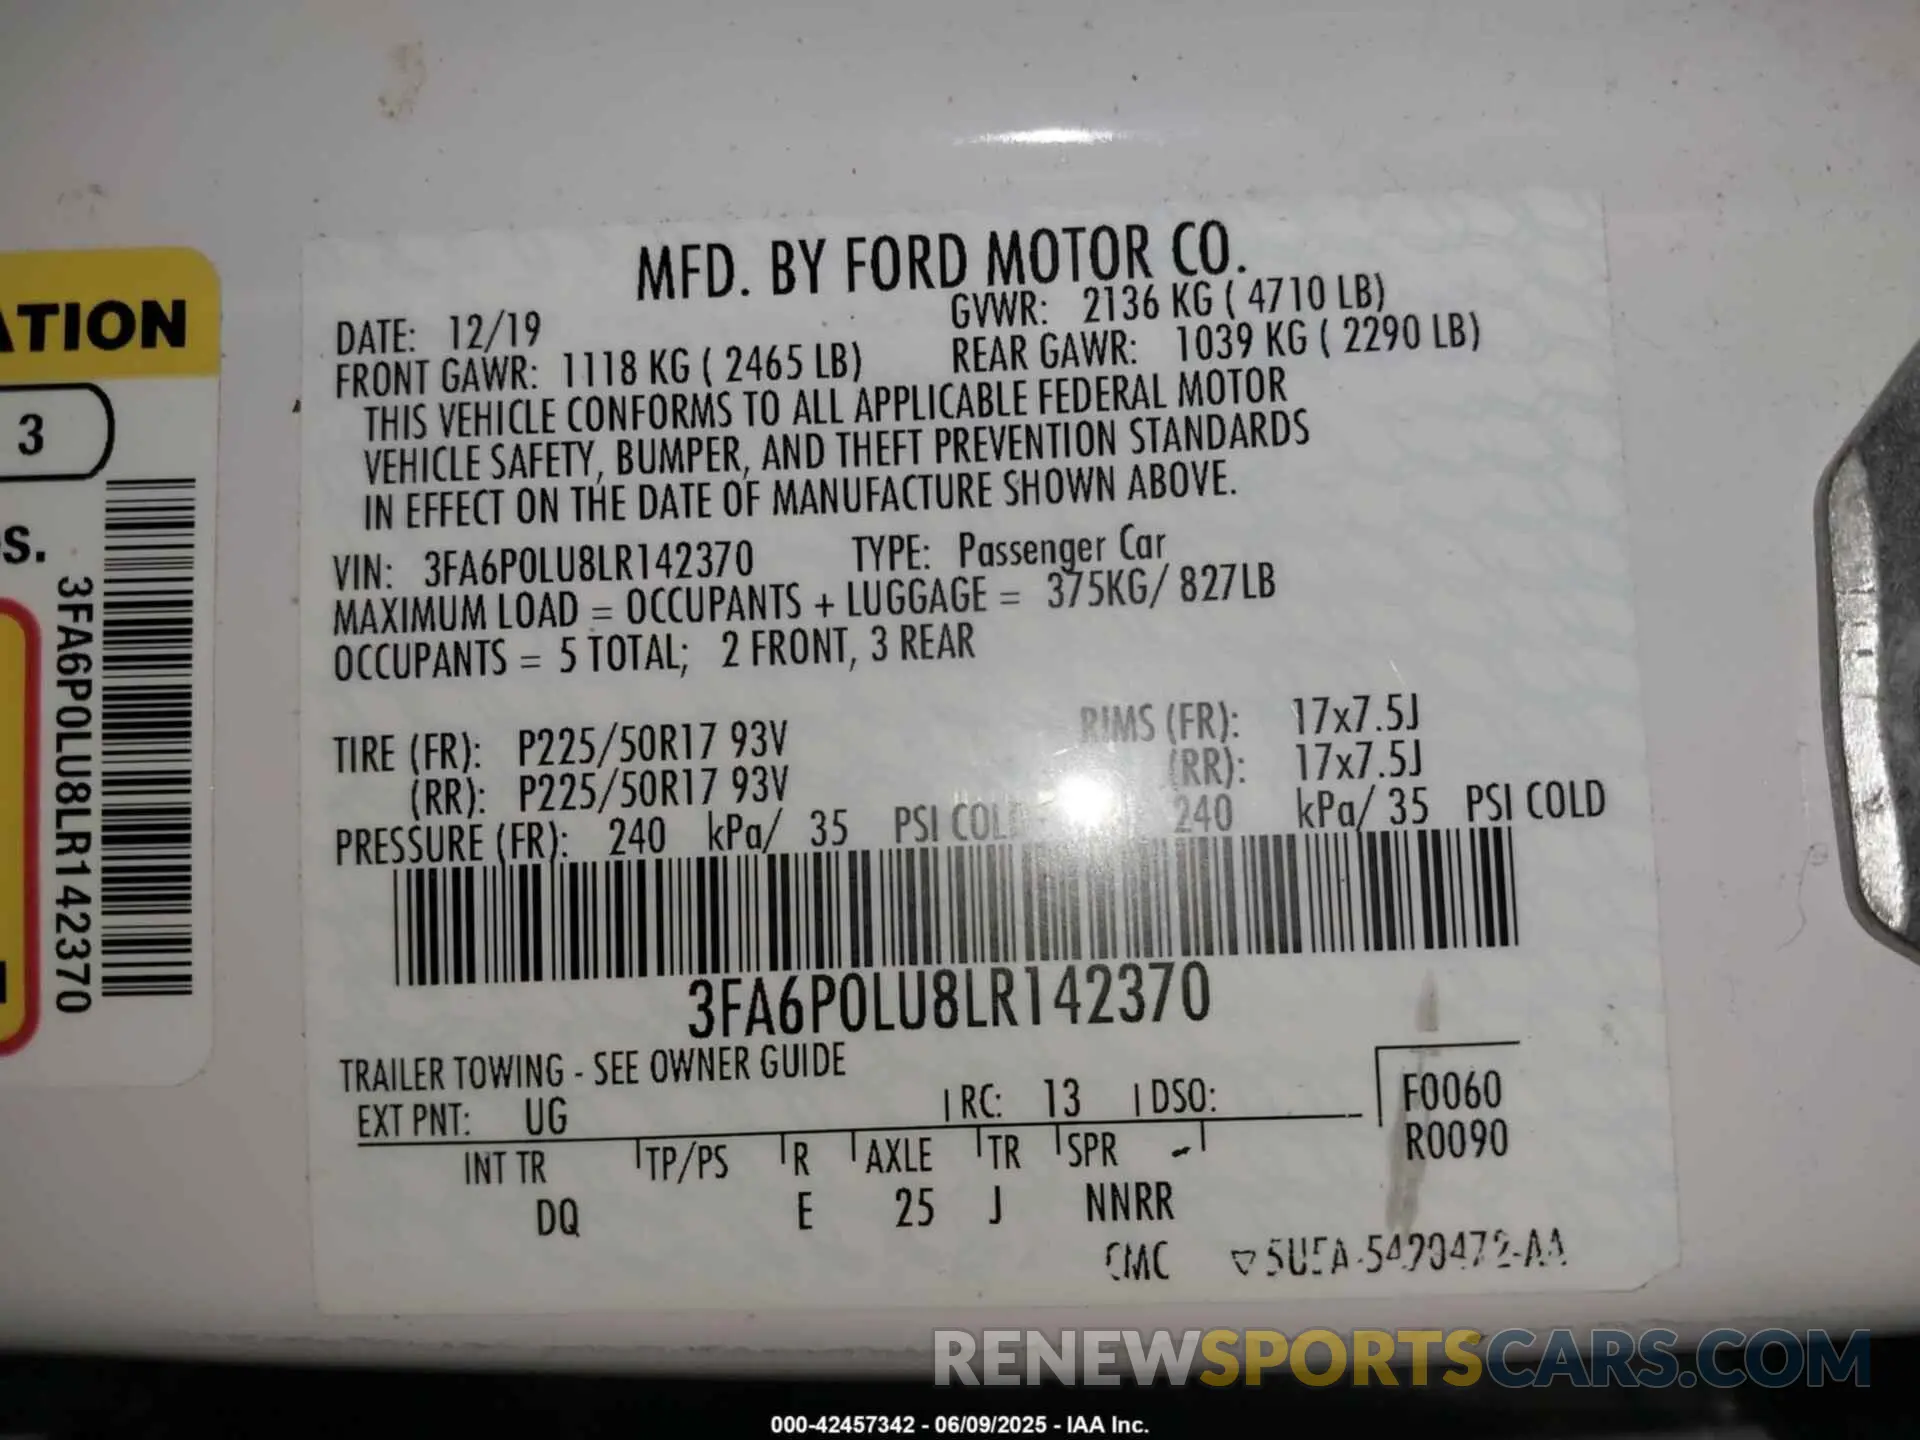 MFD. BY FORD MOTOR CO.
DATE: 12/19 GVWR: 2136 KG ( 4710 LB)
FRONT GAWR: 1118 KG ( 2465 LB) REAR GAWR: 1039 KG ( 2290 LB)
THIS VEHICLE CONFORMS TO ALL APPLICABLE FEDERAL MOTOR
VEHICLE SAFETY, BUMPER, AND THEFT PREVENTION STANDARDS
IN EFFECT ON THE DATE OF MANUFACTURE SHOWN ABOVE.
VIN: 3FA6P0LU8LR142370 TYPE: Passenger Car
MAXIMUM LOAD = OCCUPANTS + LUGGAGE = 375KG/ 827LB
OCCUPANTS = 5 TOTAL; 2 FRONT, 3 REAR
TIRE (FR): P225/50R17 93V RIMS (FR): 17x7.5J
(RR): P225/50R17 93V (RR): 17x7.5J
PRESSURE (FR): 240 kPa/ 35 PSI COLD 240 kPa/ 35 PSI COLD
3FA6P0LU8LR142370
TRAILER TOWING - SEE OWNER GUIDE
EXT PNT: UG RC: 13 DSO: F0060
R0090
INT TR TP/PS R AXLE TR SPR
DQ E 25 J NNRR
ATION
3
s.
3FA6P0LU8LR142370
RENEWSPORTSCARS.COM
000-42457342 - 06/09/2025 - IAA Inc.